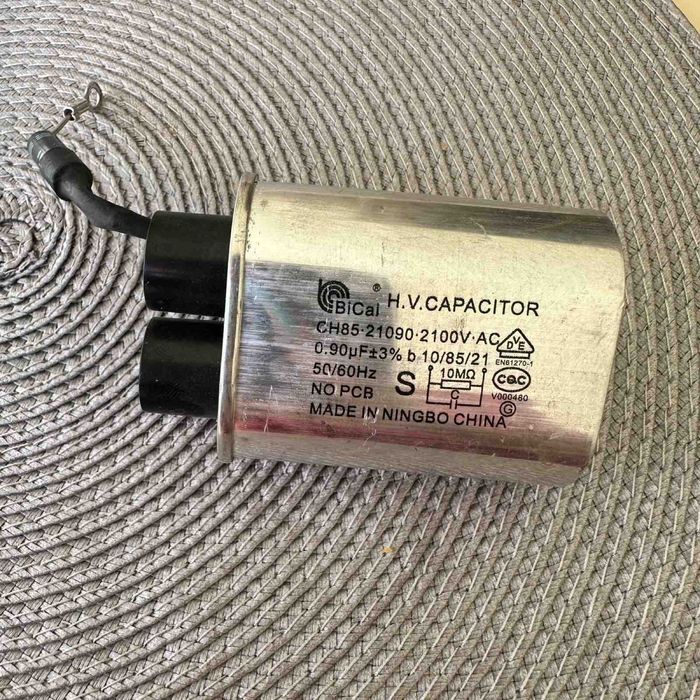 BiCai ® H.V.CAPACITOR
CH85·21090·2100V·AC
0.90µF±3% b 10/85/21
50/60Hz
NO PCB
S
10MΩ
C
MADE IN NINGBO CHINA
DVE
EN61270-1
CQC
V000480
G